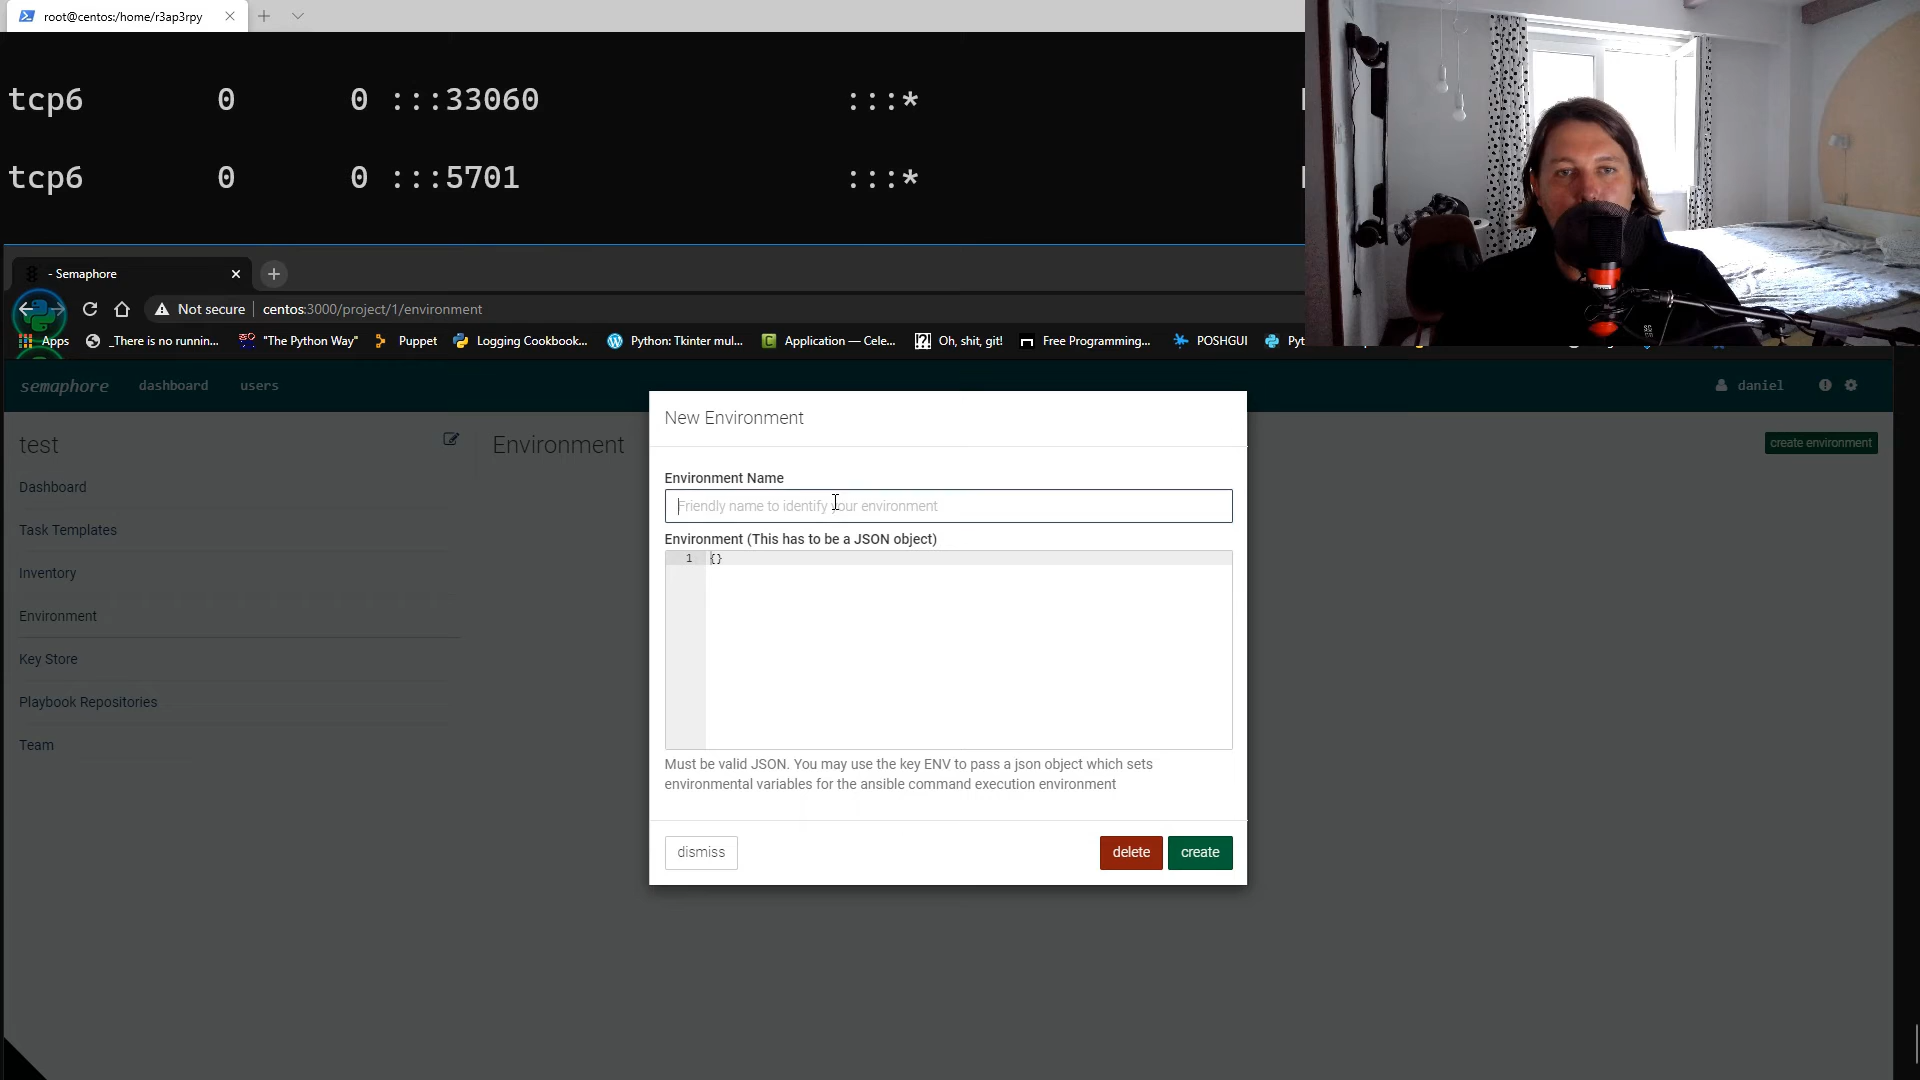 root@centos:/home/r3ap3rpy
tcp6 0 0 :::33060 :::*
tcp6 0 0 :::5701 :::*
- Semaphore
Not secure centos:3000/project/1/environment
Apps _There is no runnin... "The Python Way" Puppet Logging Cookbook... Python: Tkinter mul... Application — Cele... Oh, shit, git! Free Programming... POSHGUI Pyt
semaphore dashboard users daniel
test
Environment
create environment
Dashboard
Task Templates
Inventory
Environment
Key Store
Playbook Repositories
Team
New Environment
Environment Name
Friendly name to identify your environment
Environment (This has to be a JSON object)
1 {}
Must be valid JSON. You may use the key ENV to pass a json object which sets
environmental variables for the ansible command execution environment
dismiss
delete
create